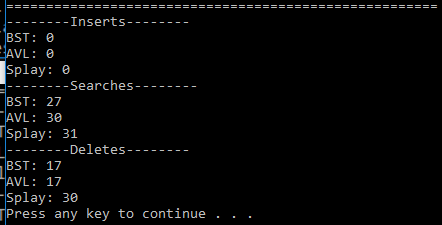 ======================================================
--------Inserts--------
BST: 0
AVL: 0
Splay: 0
--------Searches--------
BST: 27
AVL: 30
Splay: 31
--------Deletes--------
BST: 17
AVL: 17
Splay: 30
Press any key to continue . . .